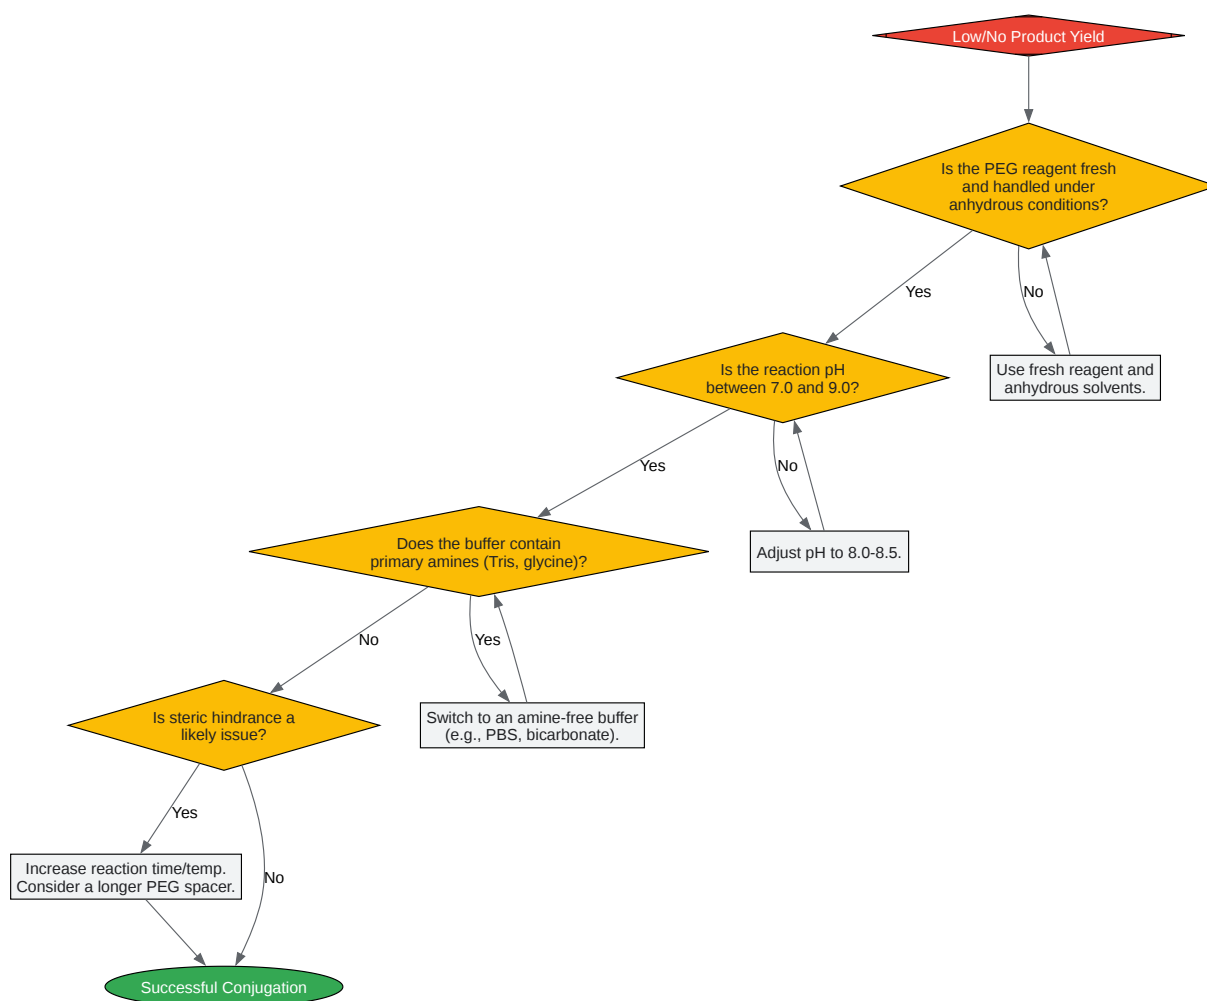 Low/No Product Yield
Is the PEG reagent fresh
and handled under
anhydrous conditions?
Yes
No
Use fresh reagent and
anhydrous solvents.
Is the reaction pH
between 7.0 and 9.0?
Yes
No
Adjust pH to 8.0-8.5.
Does the buffer contain
primary amines (Tris, glycine)?
No
Yes
Switch to an amine-free buffer
(e.g., PBS, bicarbonate).
Is steric hindrance a
likely issue?
Yes
No
Increase reaction time/temp.
Consider a longer PEG spacer.
Successful Conjugation